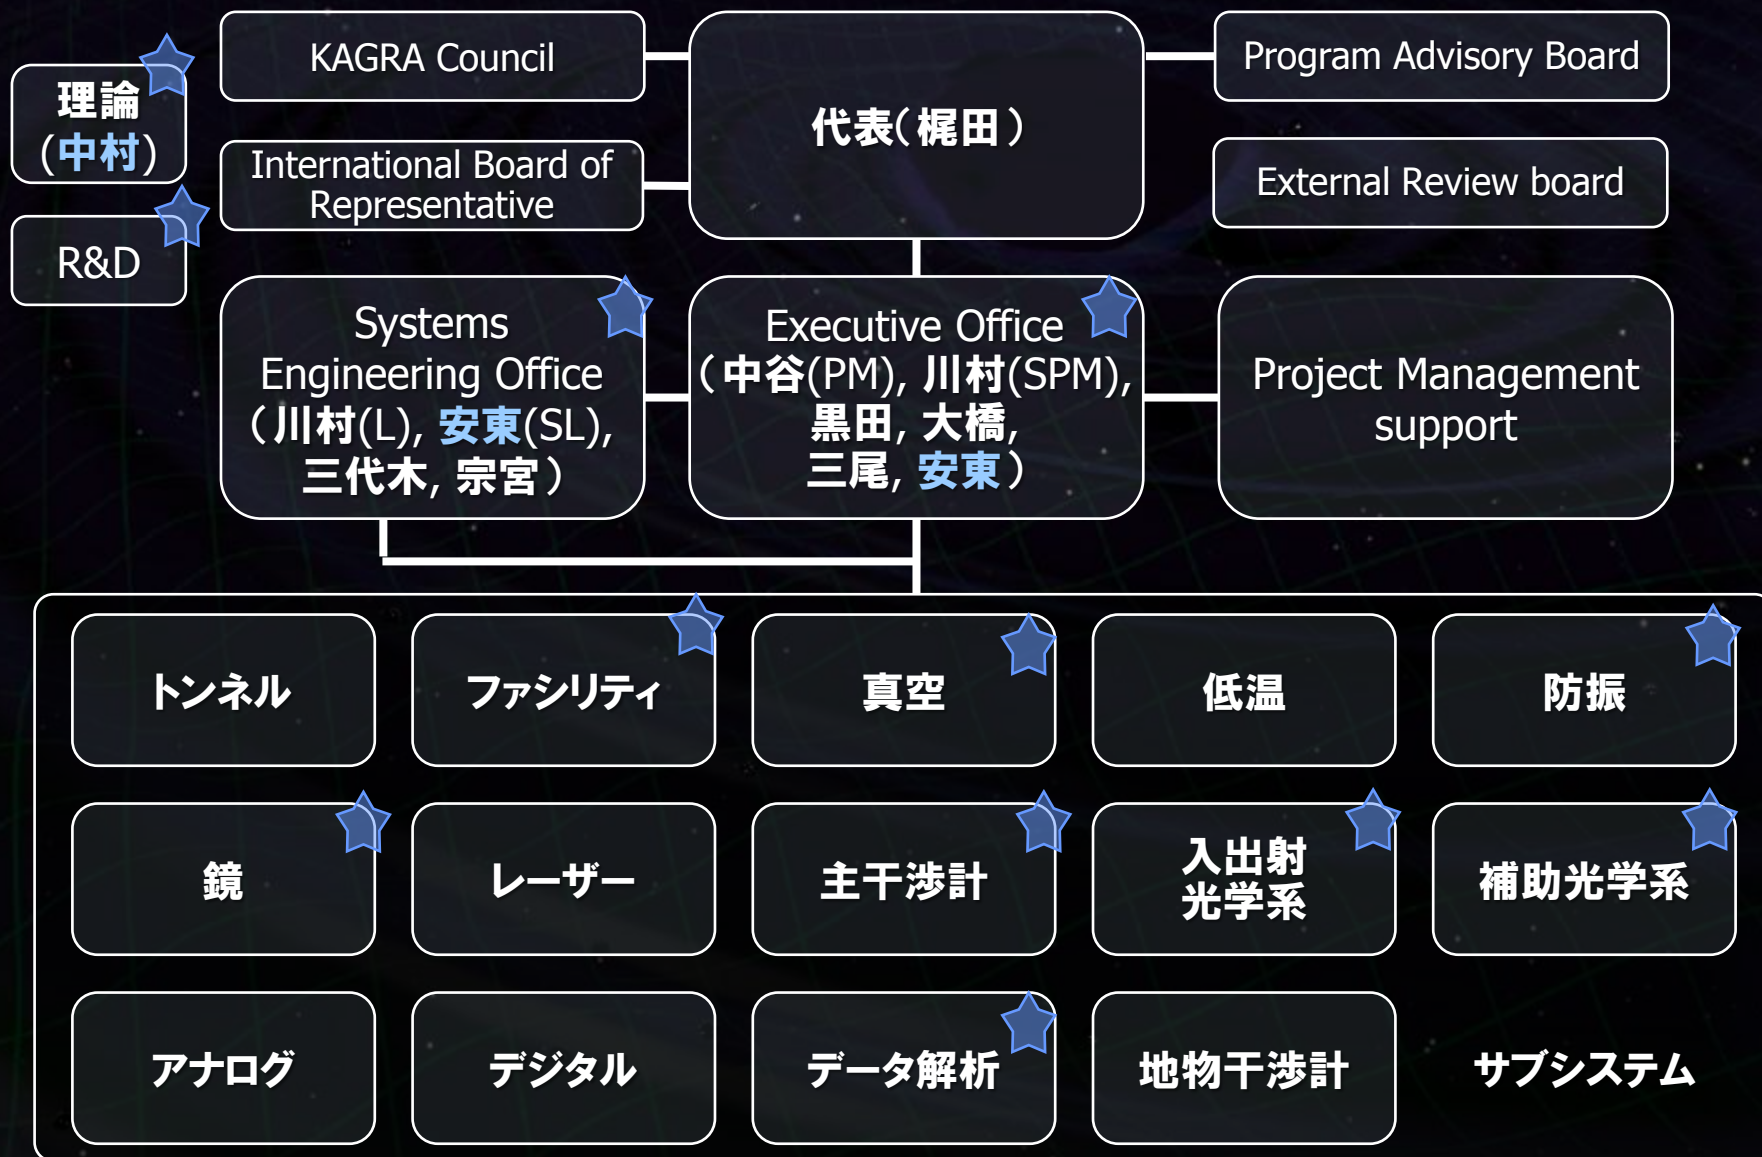 理論
(中村)
R&D
KAGRA Council
International Board of
Representative
代表(梶田)
Program Advisory Board
External Review board
Systems
Engineering Office
(川村(L), 安東(SL),
三代木, 宗宮)
Executive Office
(中谷(PM), 川村(SPM),
黒田, 大橋,
三尾, 安東)
Project Management
support
トンネル
ファシリティ
真空
低温
防振
鏡
レーザー
主干渉計
入出射
光学系
補助光学系
アナログ
デジタル
データ解析
地物干渉計
サブシステム